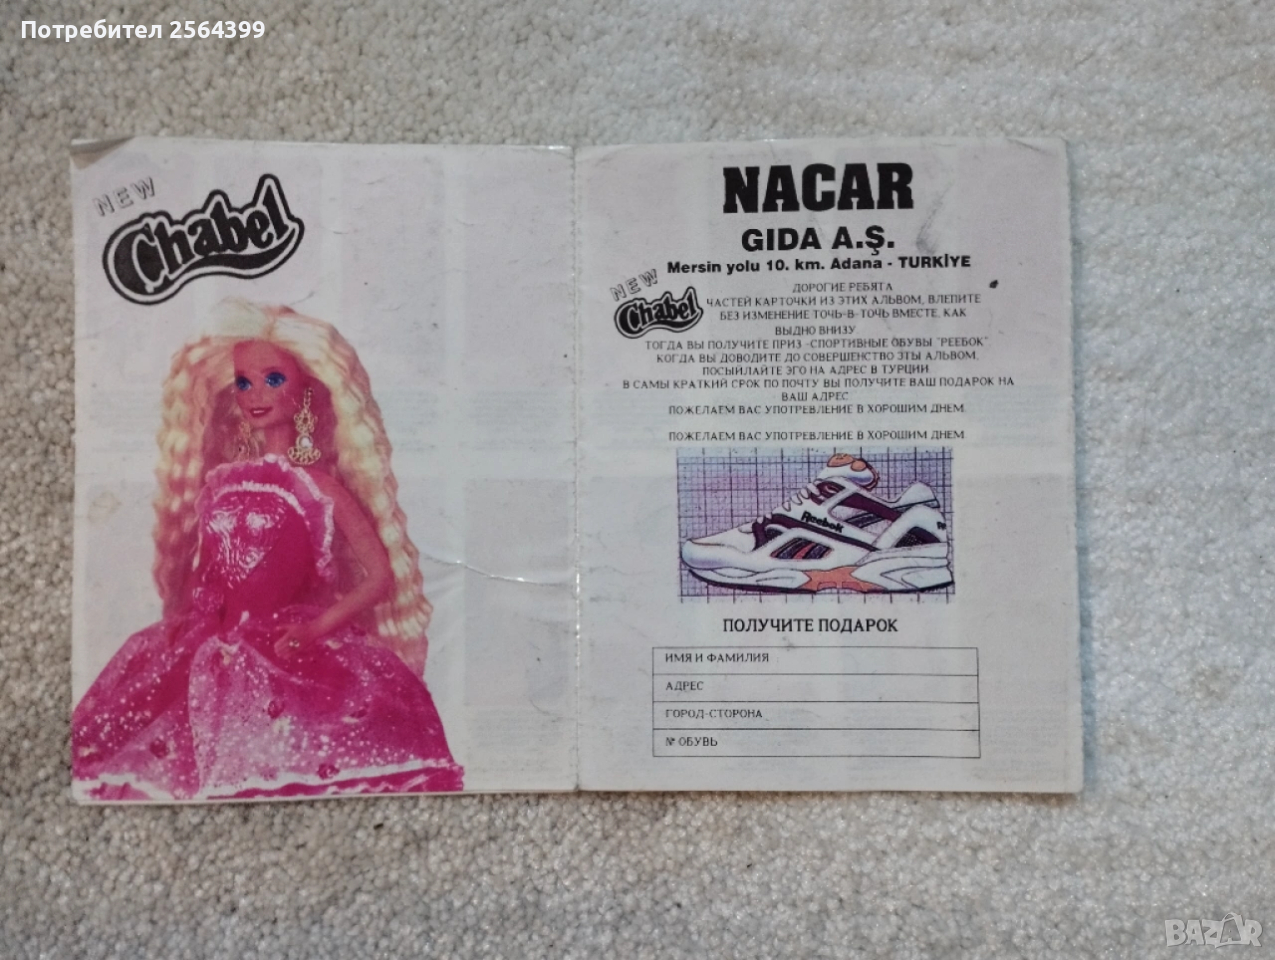 Потребител 2564399
NEW
Chabel
NACAR
GIDA A.Ş.
Mersin yolu 10. km. Adana - TURKİYE
NEW
Chabel
ДОРОГИЕ РЕБЯТА
ЧАСТЕЙ КАРТОЧКИ ИЗ ЭТИХ АЛЬВОМ, ВЛЕПИТЕ
БЕЗ ИЗМЕНЕНИЕ ТОЧЬ-В-ТОЧЬ ВМЕСТЕ, КАК
ВЫДНО ВНИЗУ
ТОГДА ВЫ ПОЛУЧИТЕ ПРИЗ -СПОРТИВНЫЕ ОБУВЫ "РЕЕБОК"
КОГДА ВЫ ДОВОДИТЕ ДО СОВЕРШЕНСТВО ЭТЫ АЛЬВОМ,
ПОСЫЙЛАЙТЕ ЭГО НА АДРЕС В ТУРЦИИ
В САМЫ КРАТКИЙ СРОК ПО ПОЧТУ ВЫ ПОЛУЧИТЕ ВАШ ПОДАРОК НА
ВАШ АДРЕС
ПОЖЕЛАЕМ ВАС УПОТРЕВЛЕНИЕ В ХОРОШИМ ДНЕМ.
ПОЖЕЛАЕМ ВАС УПОТРЕВЛЕНИЕ В ХОРОШИМ ДНЕМ
Reebok
ПОЛУЧИТЕ ПОДАРОК
ИМЯ И ФАМИЛИЯ
АДРЕС
ГОРОД-СТОРОНА
№ ОБУВЬ
BAZAR